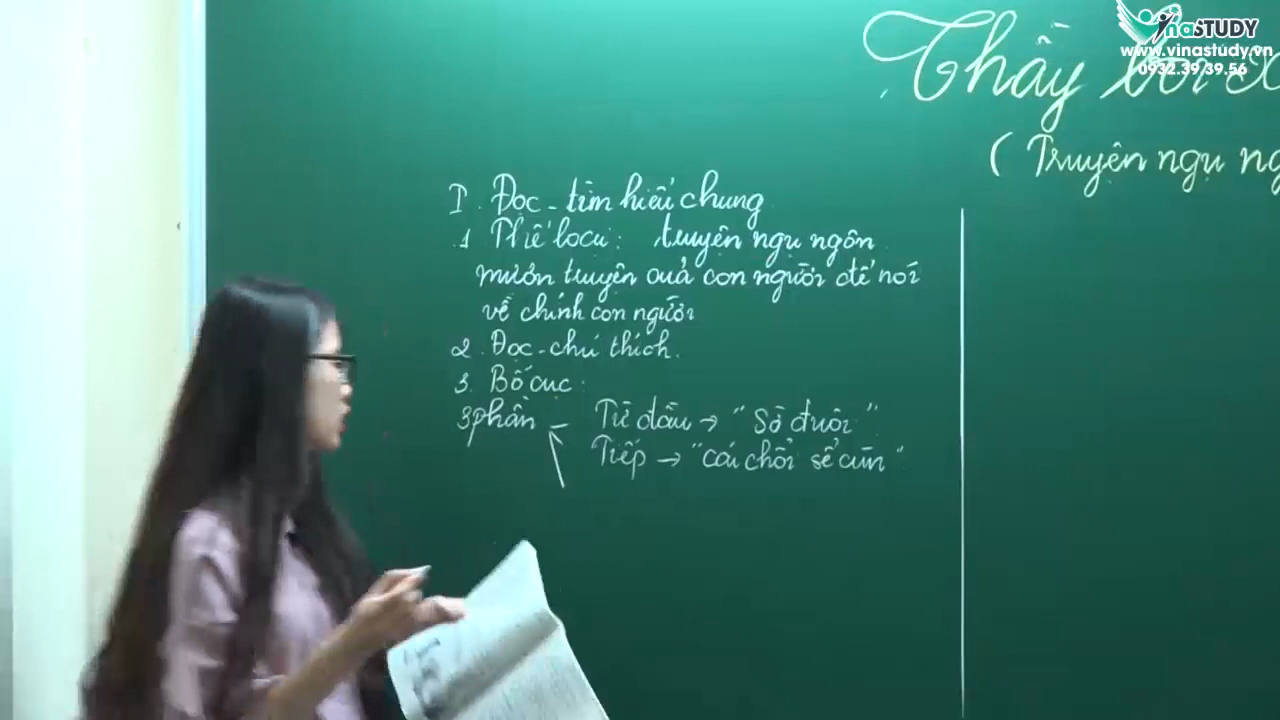 VinaSTUDY
www.vinastudy.vn
0932.39.39.56
Thầy bói x
( Truyện ngụ ng
I. Đọc - tìm hiểu chung
1 Thể loại: truyện ngụ ngôn
mượn truyện của con người để nói
về chính con người
2. Đọc - chú thích.
3. Bố cục:
3 phần - Từ đầu → "Sờ đuôi"
Tiếp → "cái chổi sể cùn"